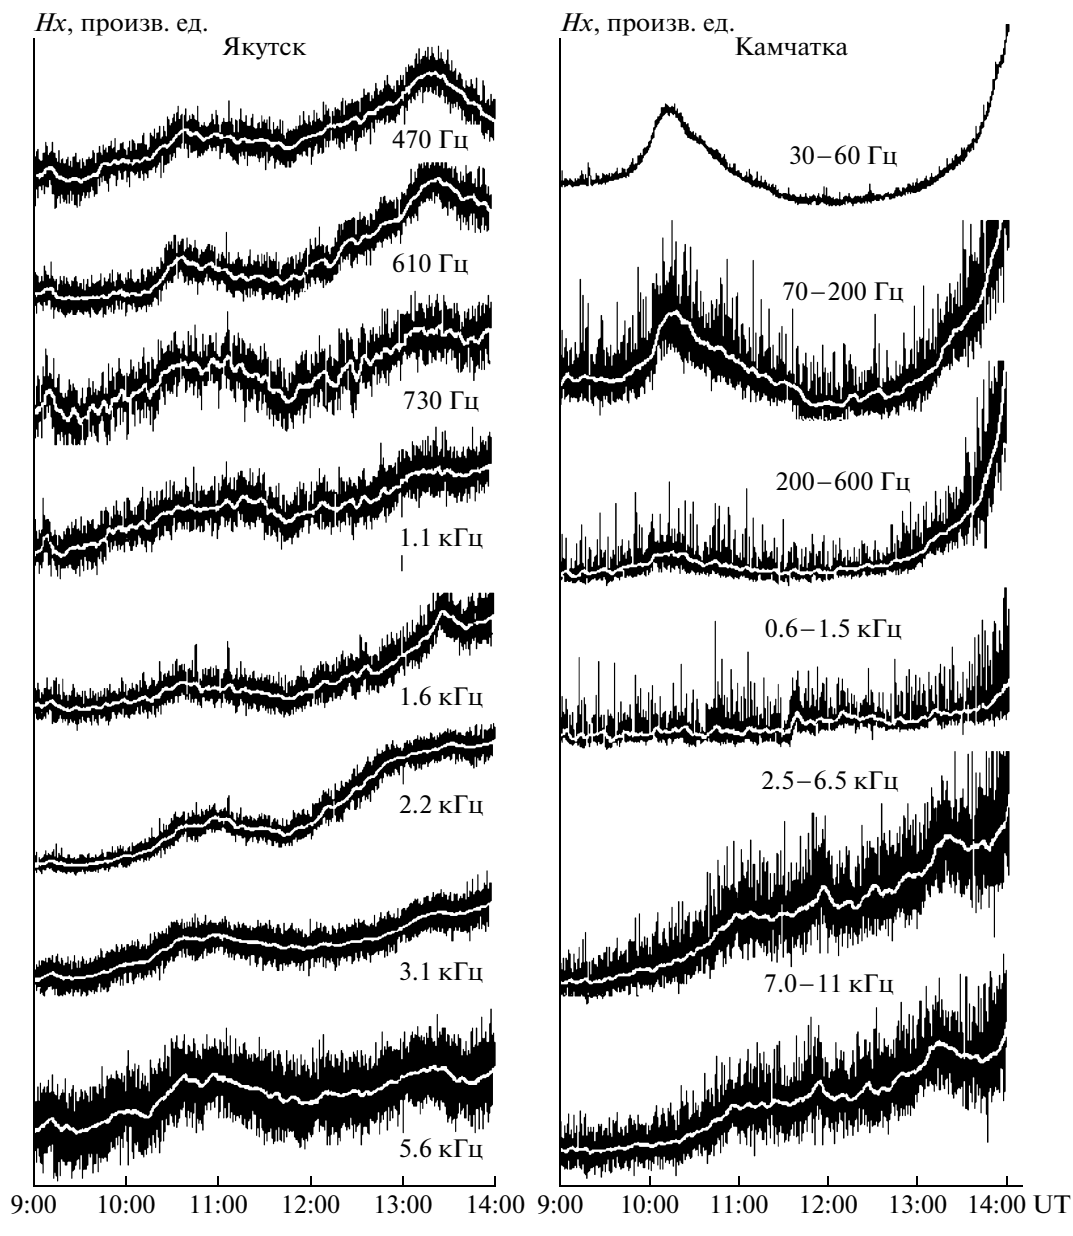 Hx, произв. ед.
Якутск
470 Гц
610 Гц
730 Гц
1.1 кГц
1.6 кГц
2.2 кГц
3.1 кГц
5.6 кГц
9:00 10:00 11:00 12:00 13:00 14:00
Hx, произв. ед.
Камчатка
30–60 Гц
70–200 Гц
200–600 Гц
0.6–1.5 кГц
2.5–6.5 кГц
7.0–11 кГц
9:00 10:00 11:00 12:00 13:00 14:00 UT